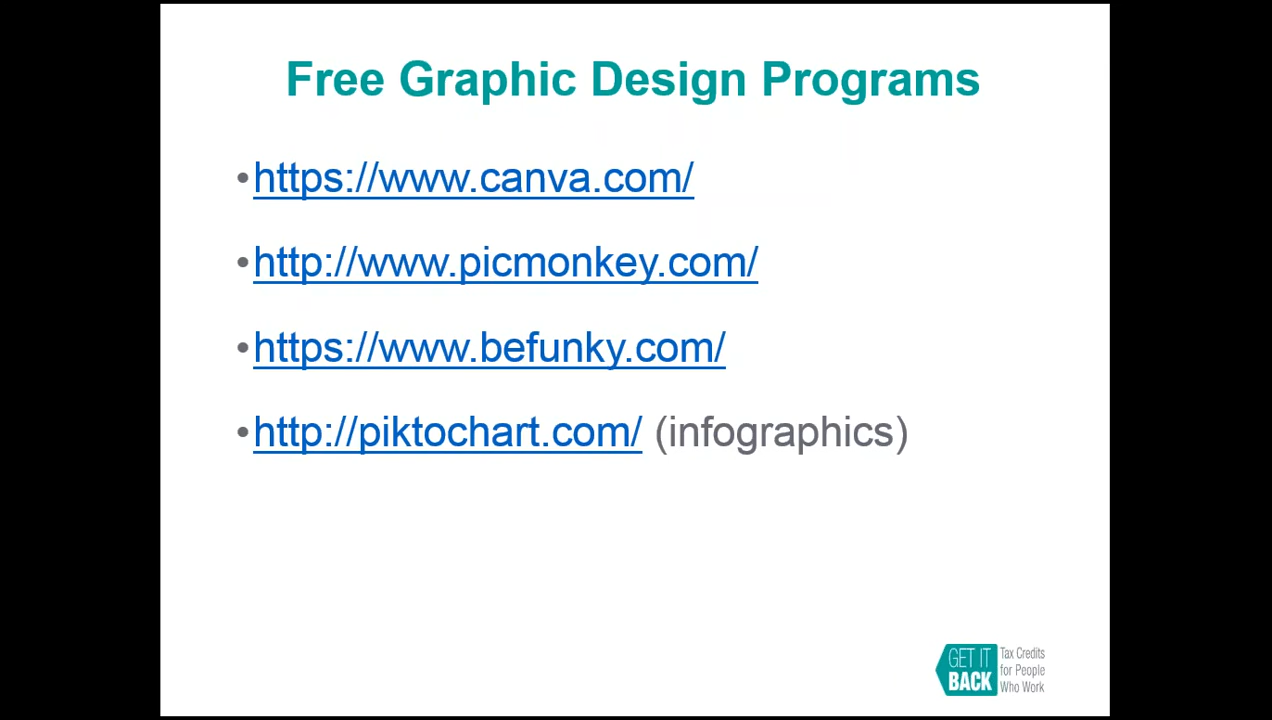 Free Graphic Design Programs
•https://www.canva.com/
•http://www.picmonkey.com/
•https://www.befunky.com/
•http://piktochart.com/ (infographics)
GET IT
BACK
Tax Credits
for People
Who Work